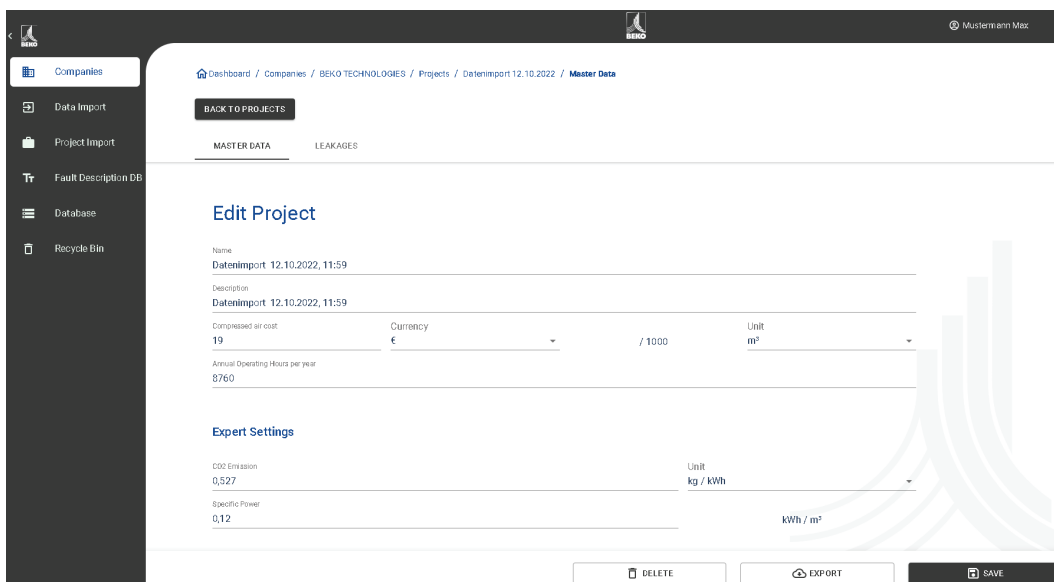 BEKO
BEKO
Mustermann Max
Companies
Data Import
Project Import
Fault Description DB
Database
Recycle Bin
Dashboard / Companies / BEKO TECHNOLOGIES / Projects / Datenimport 12.10.2022 / Master Data
BACK TO PROJECTS
MASTER DATA LEAKAGES
Edit Project
Name
Datenimport 12.10.2022, 11:59
Description
Datenimport 12.10.2022, 11:59
Compressed air cost Currency Unit
19 € / 1000 m³
Annual Operating Hours per year
8760
Expert Settings
CO2 Emission Unit
0,527 kg / kWh
Specific Power
0,12 kWh / m³
DELETE EXPORT SAVE